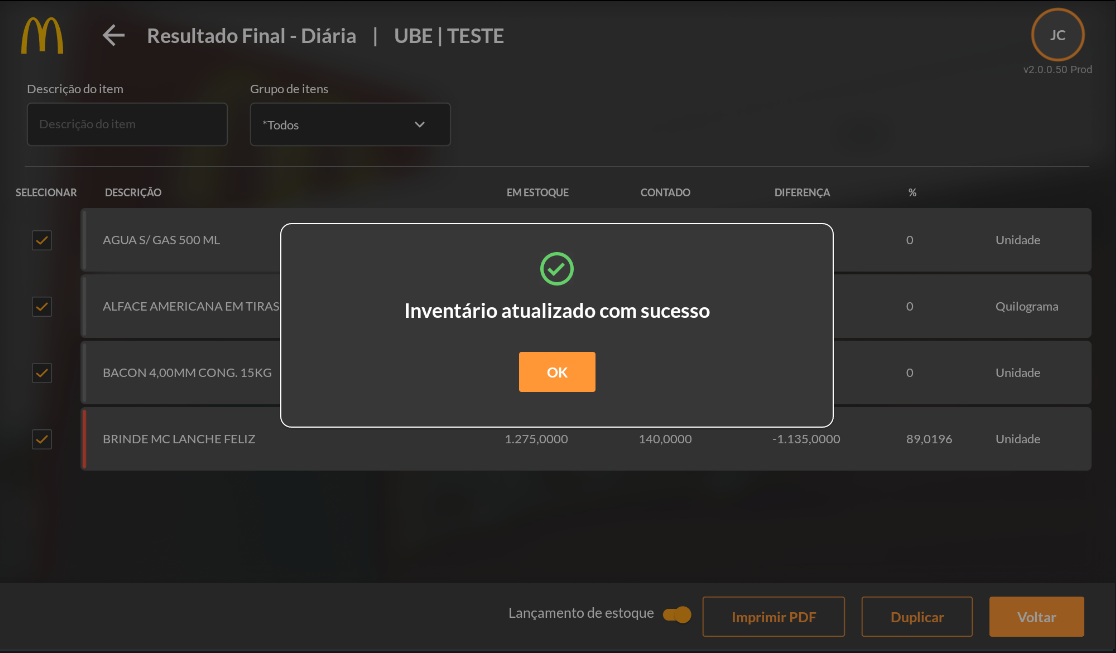 Resultado Final - Diária | UBE | TESTE
JC
v2.0.0.50 Prod
Descrição do item
Grupo de itens
Descrição do item
*Todos
SELECIONAR DESCRIÇÃO EM ESTOQUE CONTADO DIFERENÇA %
AGUA S/ GAS 500 ML 0 Unidade
ALFACE AMERICANA EM TIRAS 0 Quilograma
BACON 4,00MM CONG. 15KG 0 Unidade
BRINDE MC LANCHE FELIZ 1.275,0000 140,0000 -1.135,0000 89,0196 Unidade
Inventário atualizado com sucesso
OK
Lançamento de estoque
Imprimir PDF
Duplicar
Voltar